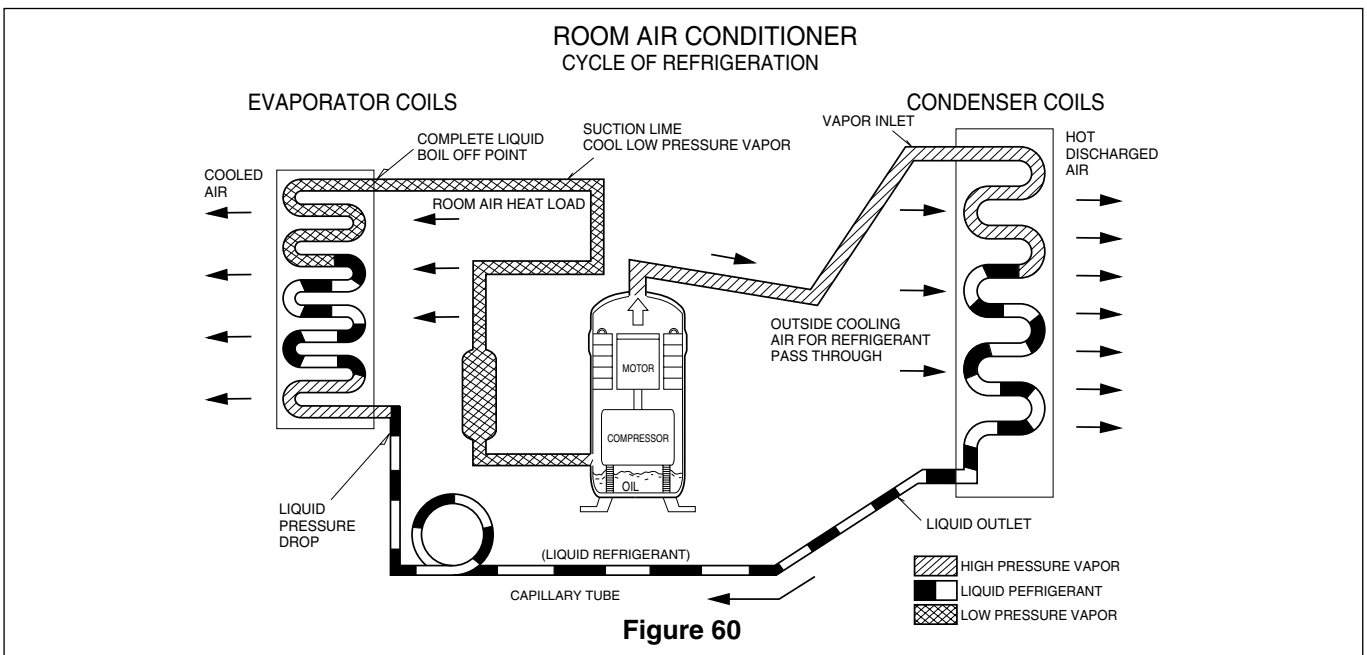 ROOM AIR CONDITIONER
CYCLE OF REFRIGERATION
EVAPORATOR COILS
CONDENSER COILS
COMPLETE LIQUID
BOIL OFF POINT
SUCTION LIME
COOL LOW PRESSURE VAPOR
VAPOR INLET
HOT
DISCHARGED
AIR
COOLED
AIR
ROOM AIR HEAT LOAD
OUTSIDE COOLING
AIR FOR REFRIGERANT
PASS THROUGH
MOTOR
COMPRESSOR
OIL
LIQUID
PRESSURE
DROP
LIQUID OUTLET
(LIQUID REFRIGERANT)
CAPILLARY TUBE
HIGH PRESSURE VAPOR
LIQUID PEFRIGERANT
LOW PRESSURE VAPOR
Figure 60